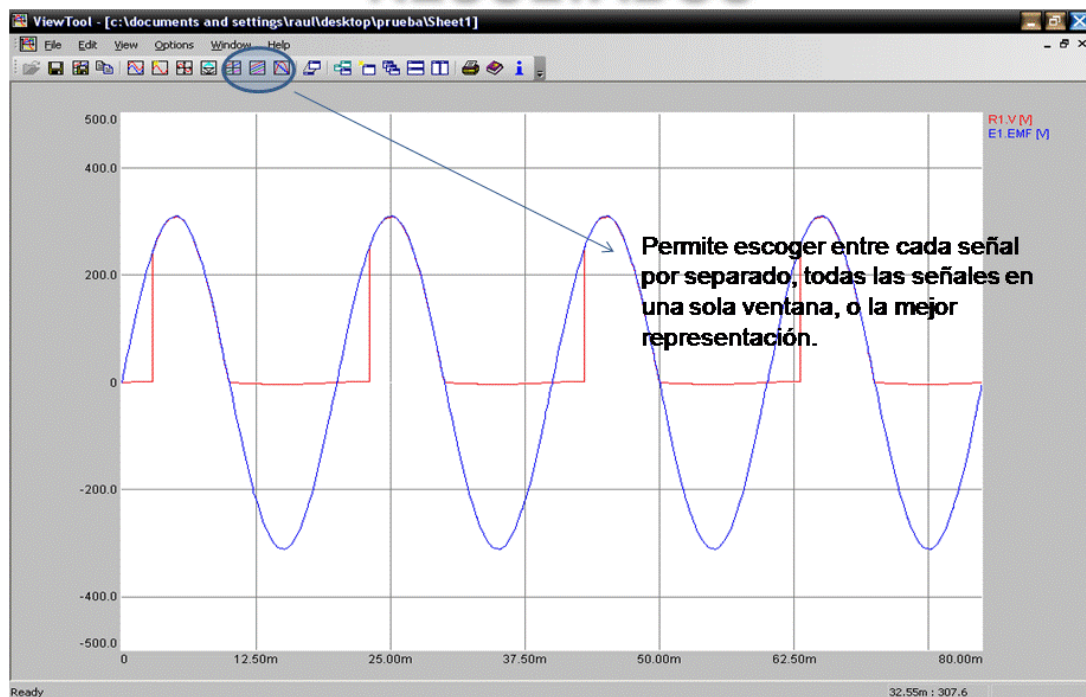 ViewTool - [c:\documents and settings\raul\desktop\prueba\Sheet1]
File Edit View Options Window Help
500.0
400.0
200.0
0
-200.0
-400.0
-500.0
0 12.50m 25.00m 37.50m 50.00m 62.50m 80.00m
R1.V [V]
E1.EMF [V]
Permite escoger entre cada señal
por separado, todas las señales en
una sola ventana, o la mejor
representación.
Ready
32.55m : 307.6